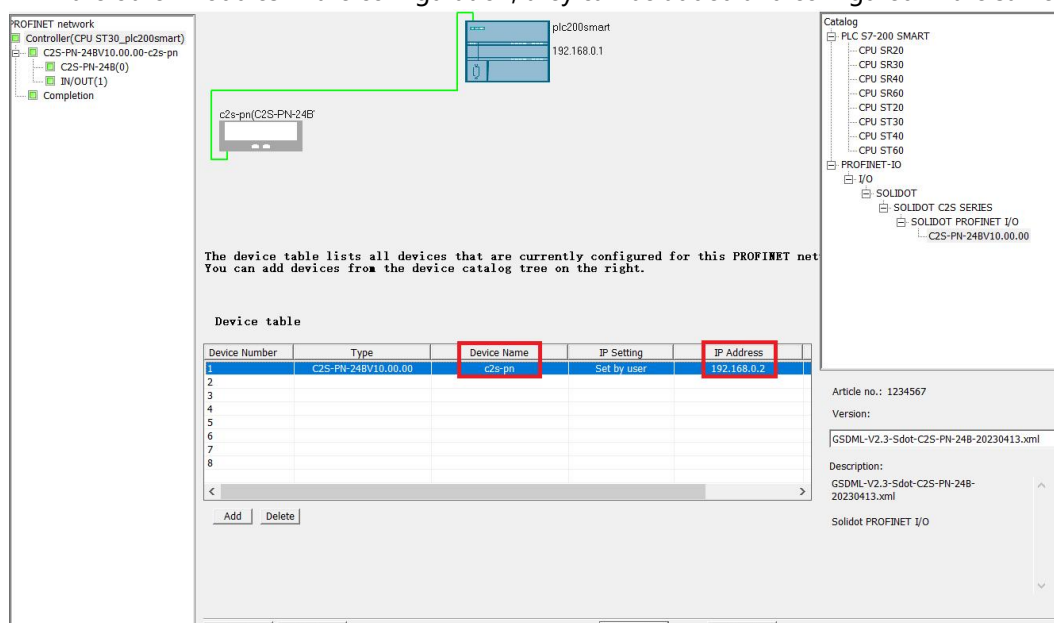 PROFINET network
Controller(CPU ST30_plc200smart)
C2S-PN-24BV10.00.00-c2s-pn
C2S-PN-24B(0)
IN/OUT(1)
Completion
plc200smart
192.168.0.1
c2s-pn(C2S-PN-24B'
The device table lists all devices that are currently configured for this PROFINET net
You can add devices from the device catalog tree on the right.
Device table
Device Number Type Device Name IP Setting IP Address
1 C2S-PN-24BV10.00.00 c2s-pn Set by user 192.168.0.2
2
3
4
5
6
7
8
Add Delete
Catalog
PLC S7-200 SMART
CPU SR20
CPU SR30
CPU SR40
CPU SR60
CPU ST20
CPU ST30
CPU ST40
CPU ST60
PROFINET-IO
I/O
SOLIDOT
SOLIDOT C2S SERIES
SOLIDOT PROFINET I/O
C2S-PN-24BV10.00.00
Article no.: 1234567
Version:
GSDML-V2.3-Sdot-C2S-PN-24B-20230413.xml
Description:
GSDML-V2.3-Sdot-C2S-PN-24B-
20230413.xml
Solidot PROFINET I/O